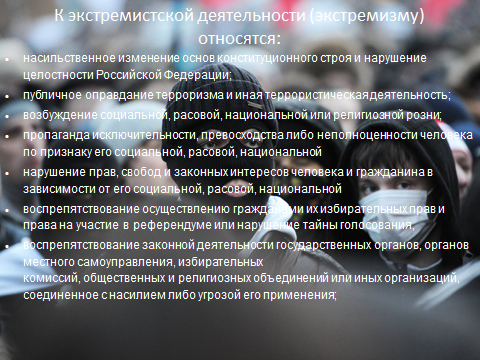 К экстремистской деятельности (экстремизму)
относятся:
• насильственное изменение основ конституционного строя и нарушение
целостности Российской Федерации;
• публичное оправдание терроризма и иная террористическая деятельность;
• возбуждение социальной, расовой, национальной или религиозной розни;
• пропаганда исключительности, превосходства либо неполноценности человека
по признаку его социальной, расовой, национальной
• нарушение прав, свобод и законных интересов человека и гражданина в
зависимости от его социальной, расовой, национальной
• воспрепятствование осуществлению гражданами их избирательных прав и
права на участие в референдуме или нарушение тайны голосования,
• воспрепятствование законной деятельности государственных органов, органов
местного самоуправления, избирательных
комиссий, общественных и религиозных объединений или иных организаций,
соединенное с насилием либо угрозой его применения;